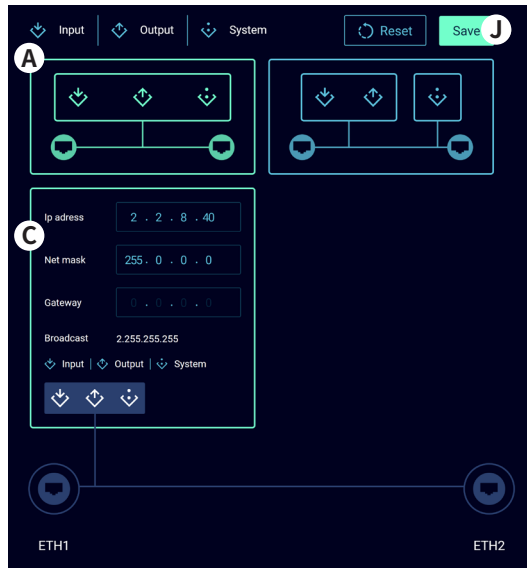 Input Output System Reset Save J
A
Ip adress 2 . 2 . 8 . 40
C
Net mask 255 . 0 . 0 . 0
Gateway 0 . 0 . 0 . 0
Broadcast 2.255.255.255
Input Output System
ETH1 ETH2